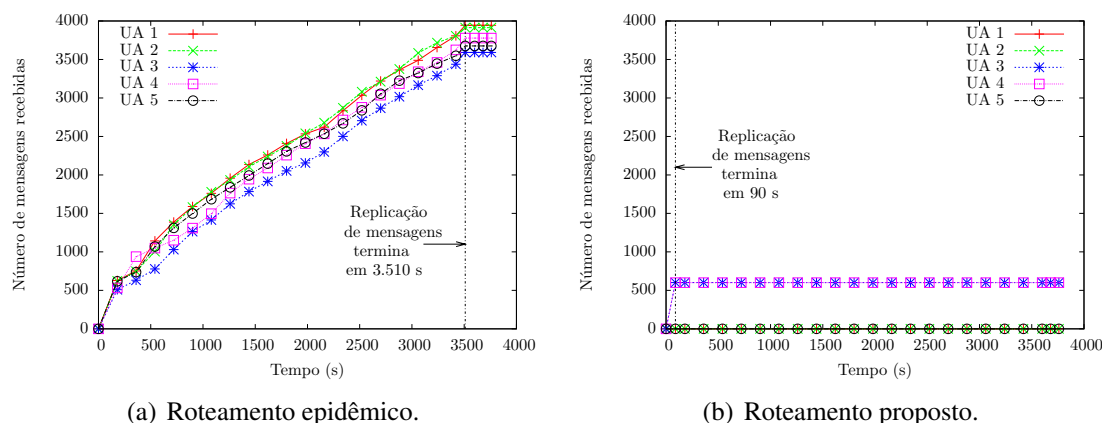 Número de mensagens recebidas
4000
3500
3000
2500
2000
1500
1000
500
0
UA 1
UA 2
UA 3
UA 4
UA 5
Replicação
de mensagens
termina
em 3.510 s
0 500 1000 1500 2000 2500 3000 3500 4000
Tempo (s)
(a) Roteamento epidêmico.
Número de mensagens recebidas
4000
3500
3000
2500
2000
1500
1000
500
0
UA 1
UA 2
UA 3
UA 4
UA 5
Replicação
de mensagens
termina
em 90 s
0 500 1000 1500 2000 2500 3000 3500 4000
Tempo (s)
(b) Roteamento proposto.